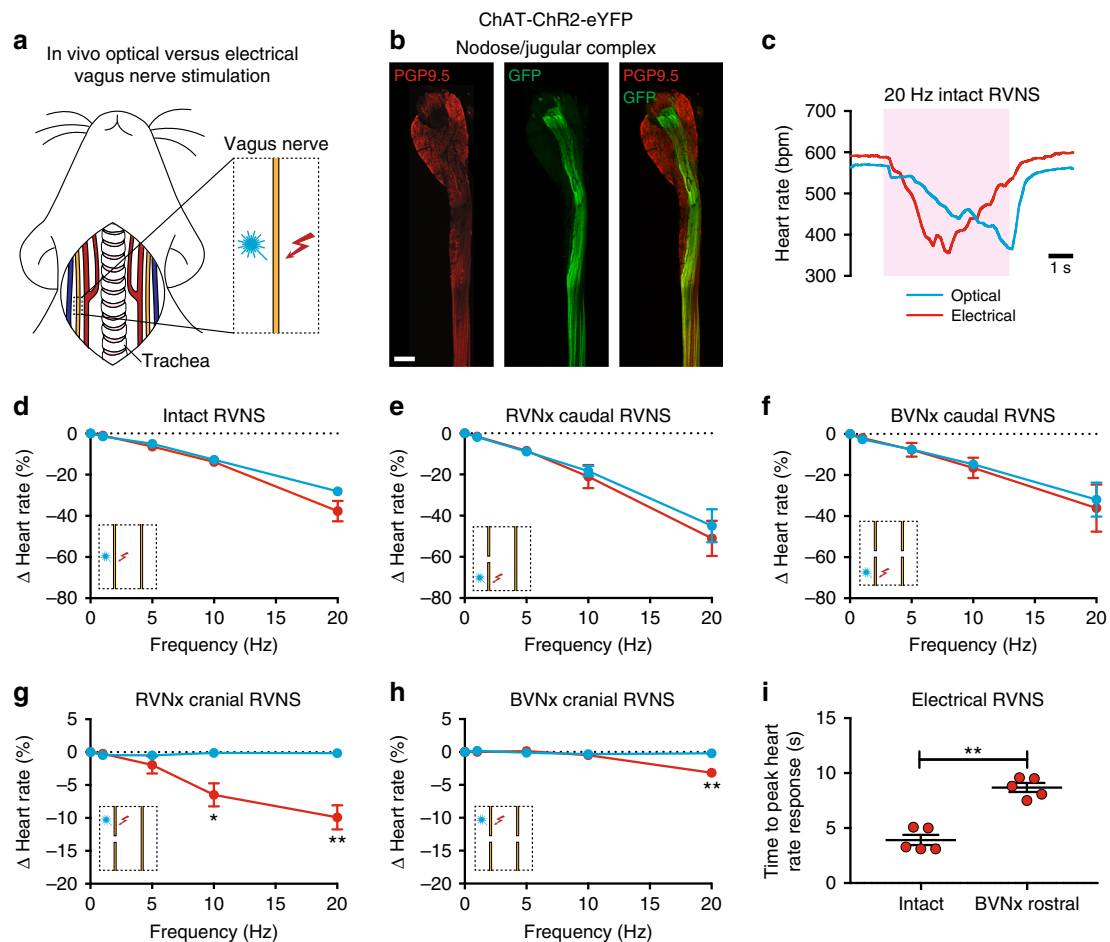 ChAT-ChR2-eYFP
a
In vivo optical versus electrical
vagus nerve stimulation
Vagus nerve
Trachea
b
Nodose/jugular complex
PGP9.5
GFP
PGP9.5
GFP
c
20 Hz intact RVNS
Heart rate (bpm)
700
600
500
400
300
1 s
Optical
Electrical
d
Intact RVNS
Δ Heart rate (%)
0
−20
−40
−60
−80
0 5 10 15 20
Frequency (Hz)
e
RVNx caudal RVNS
Δ Heart rate (%)
0
−20
−40
−60
−80
0 5 10 15 20
Frequency (Hz)
f
BVNx caudal RVNS
Δ Heart rate (%)
0
−20
−40
−60
−80
0 5 10 15 20
Frequency (Hz)
g
RVNx cranial RVNS
Δ Heart rate (%)
5
0
−5
−10
−15
−20
*
**
0 5 10 15 20
Frequency (Hz)
h
BVNx cranial RVNS
Δ Heart rate (%)
5
0
−5
−10
−15
−20
**
0 5 10 15 20
Frequency (Hz)
i
Electrical RVNS
Time to peak heart
rate response (s)
15
10
5
0
**
Intact BVNx rostral